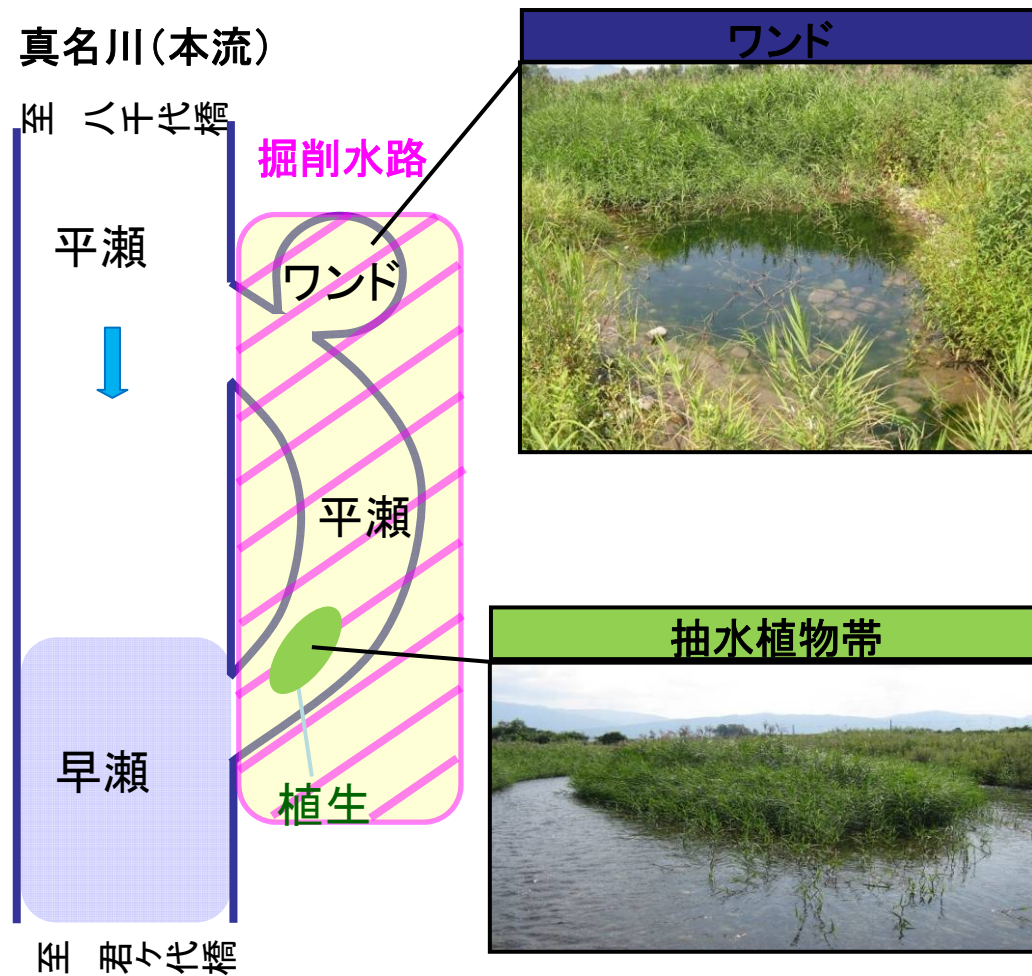 真名川（本流）
至 八千代橋
掘削水路
平瀬
ワンド
平瀬
早瀬
植生
至 君ケ代橋
ワンド
抽水植物帯